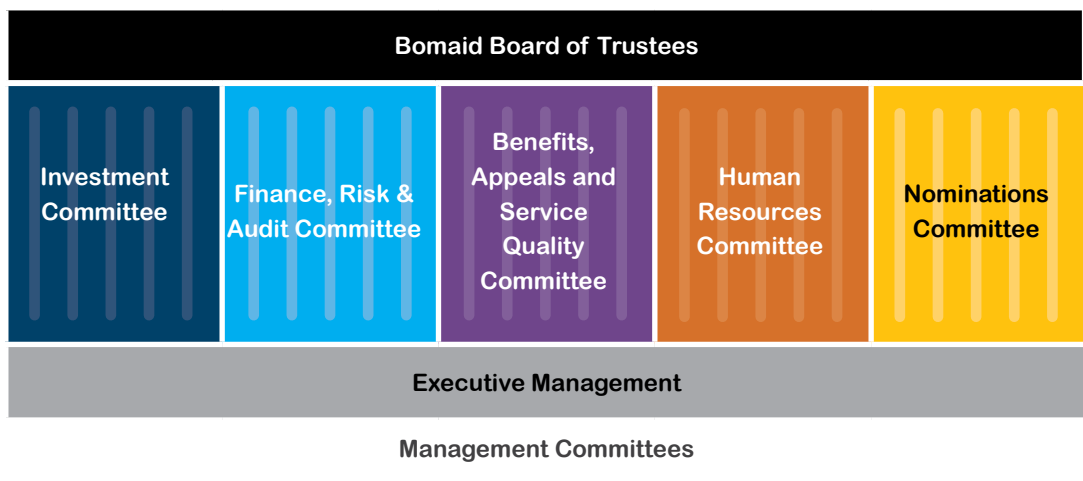 Bomaid Board of Trustees
Investment
Committee
Finance, Risk &
Audit Committee
Benefits,
Appeals and
Service
Quality
Committee
Human
Resources
Committee
Nominations
Committee
Executive Management
Management Committees